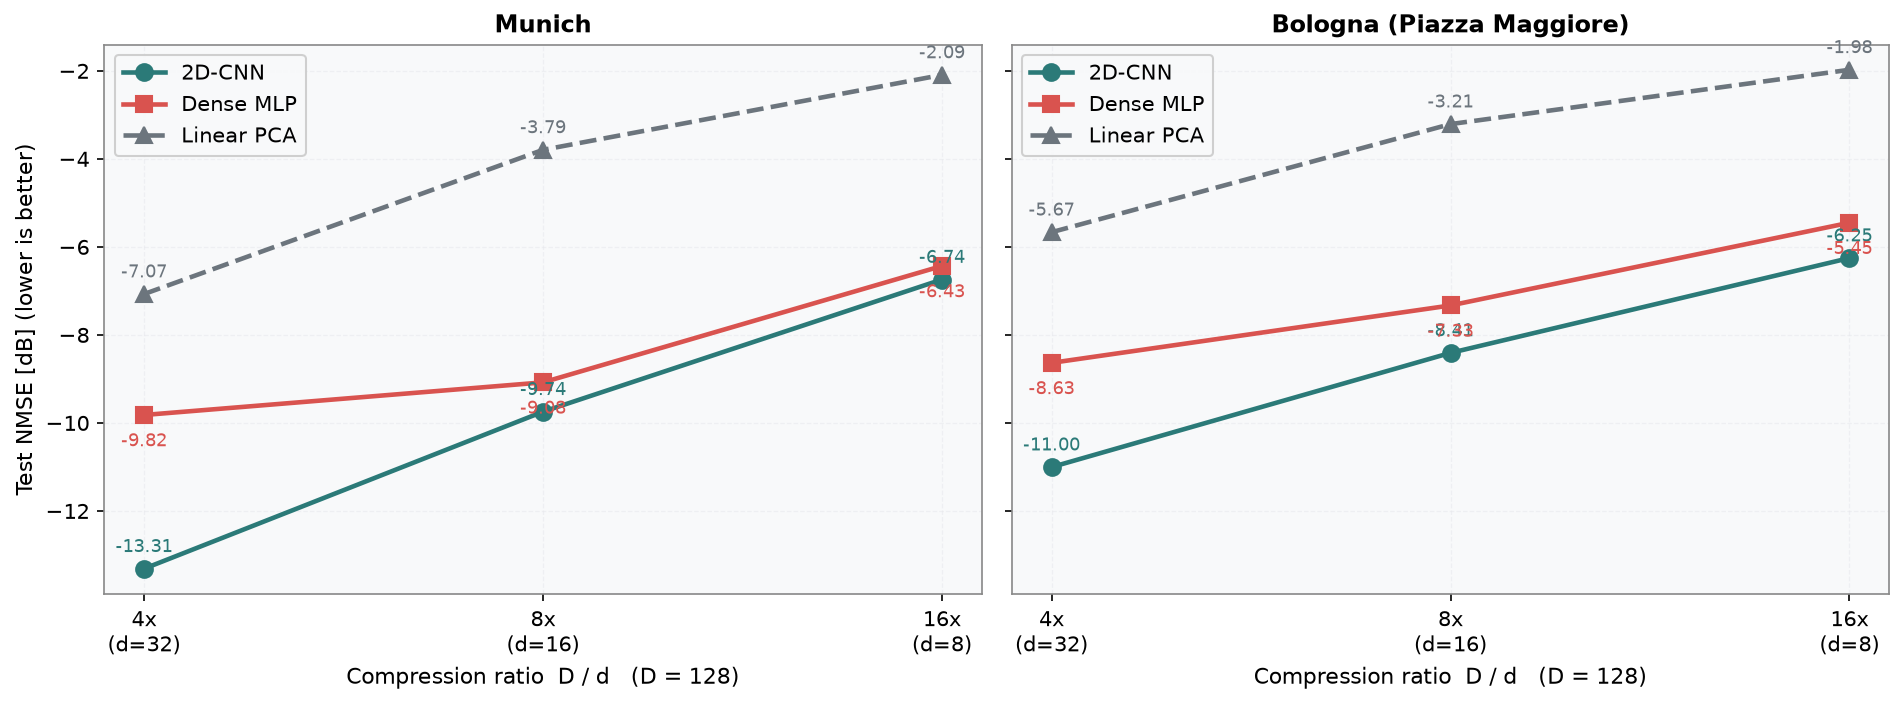 Munich
2D-CNN
Dense MLP
Linear PCA
-2.09
-3.79
-7.07
-6.74
-6.43
-9.74
-9.08
-9.82
-13.31
−2
−4
−6
−8
−10
−12
Test NMSE [dB] (lower is better)
4x
(d=32)
8x
(d=16)
16x
(d=8)
Compression ratio  D / d   (D = 128)
Bologna (Piazza Maggiore)
2D-CNN
Dense MLP
Linear PCA
-1.98
-3.21
-5.67
-6.25
-5.45
-8.41
-8.63
-11.00
4x
(d=32)
8x
(d=16)
16x
(d=8)
Compression ratio  D / d   (D = 128)